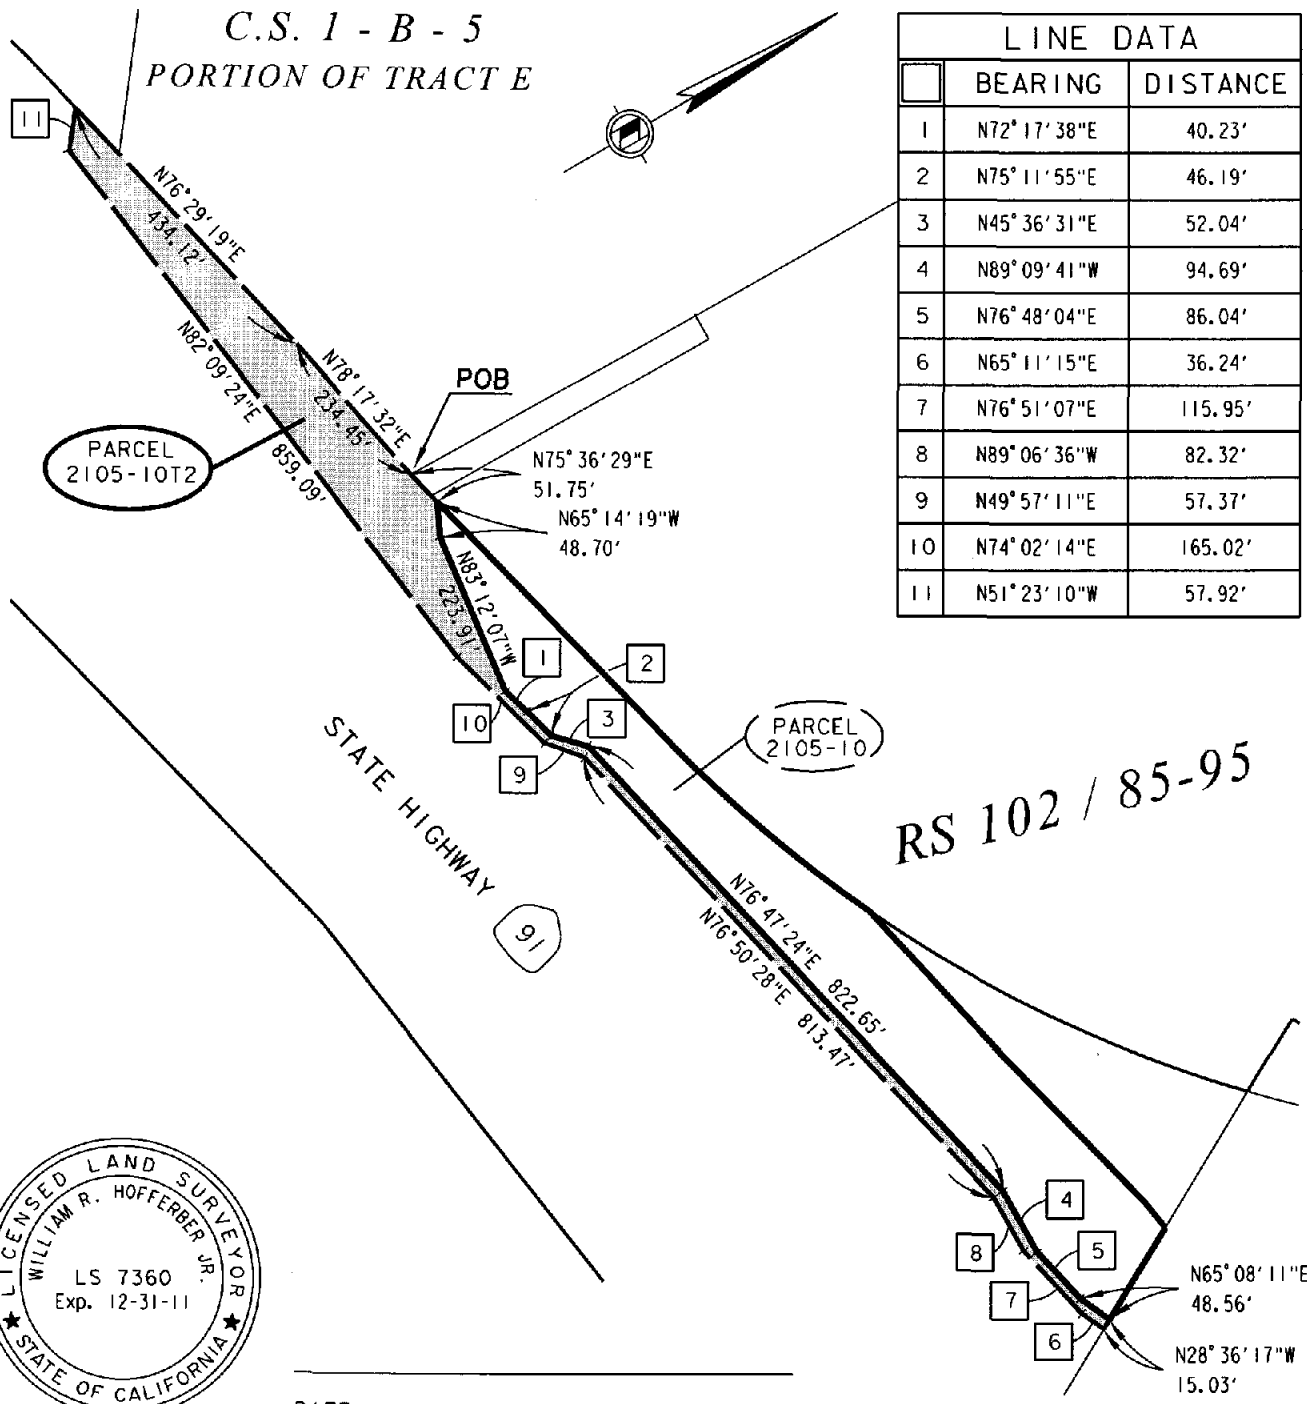 C.S. 1 - B - 5
PORTION OF TRACT E
LINE DATA
BEARING DISTANCE
1 N72°17'38"E 40.23'
2 N75°11'55"E 46.19'
3 N45°36'31"E 52.04'
4 N89°09'41"W 94.69'
5 N76°48'04"E 86.04'
6 N65°11'15"E 36.24'
7 N76°51'07"E 115.95'
8 N89°06'36"W 82.32'
9 N49°57'11"E 57.37'
10 N74°02'14"E 165.02'
11 N51°23'10"W 57.92'
11
N76°29'19"E
434.12'
N82°09'24"E
859.09'
N78°17'32"E
234.45'
POB
PARCEL
2105-10T2
N75°36'29"E
51.75'
N65°14'19"W
48.70'
N83°12'07"W
223.91'
1
2
10
3
9
PARCEL
2105-10
STATE HIGHWAY
91
RS 102 / 85-95
N76°47'24"E 822.65'
N76°50'28"E 813.47'
4
8
5
7
6
N65°08'11"E
48.56'
N28°36'17"W
15.03'
LICENSED LAND SURVEYOR
WILLIAM R. HOFFERBER JR.
LS 7360
Exp. 12-31-11
STATE OF CALIFORNIA